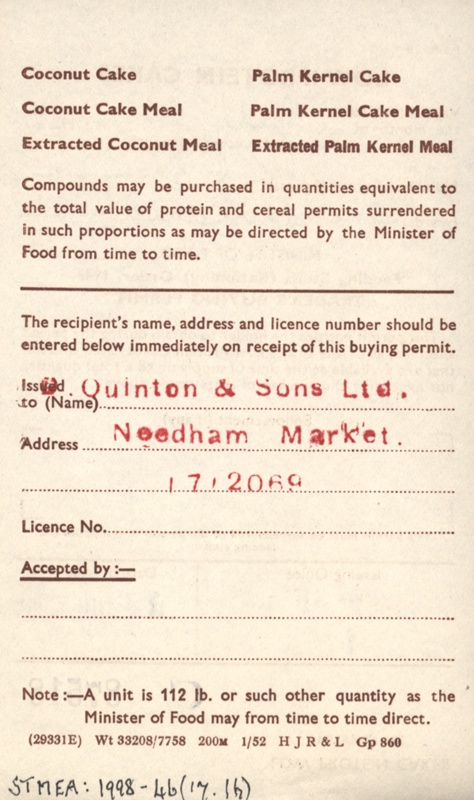 Coconut Cake Palm Kernel Cake
Coconut Cake Meal Palm Kernel Cake Meal
Extracted Coconut Meal Extracted Palm Kernel Meal
Compounds may be purchased in quantities equivalent to
the total value of protein and cereal permits surrendered
in such proportions as may be directed by the Minister of
Food from time to time.
The recipient's name, address and licence number should be
entered below immediately on receipt of this buying permit.
Issued
to (Name) Quinton & Sons Ltd.
Address Needham Market.
17/2069
Licence No.
Accepted by :—
Note :—A unit is 112 lb. or such other quantity as the
Minister of Food may from time to time direct.
(29331E) Wt 33208/7758 200M 1/52 H J R & L Gp 860
STMEA: 1998-46(17.1h)